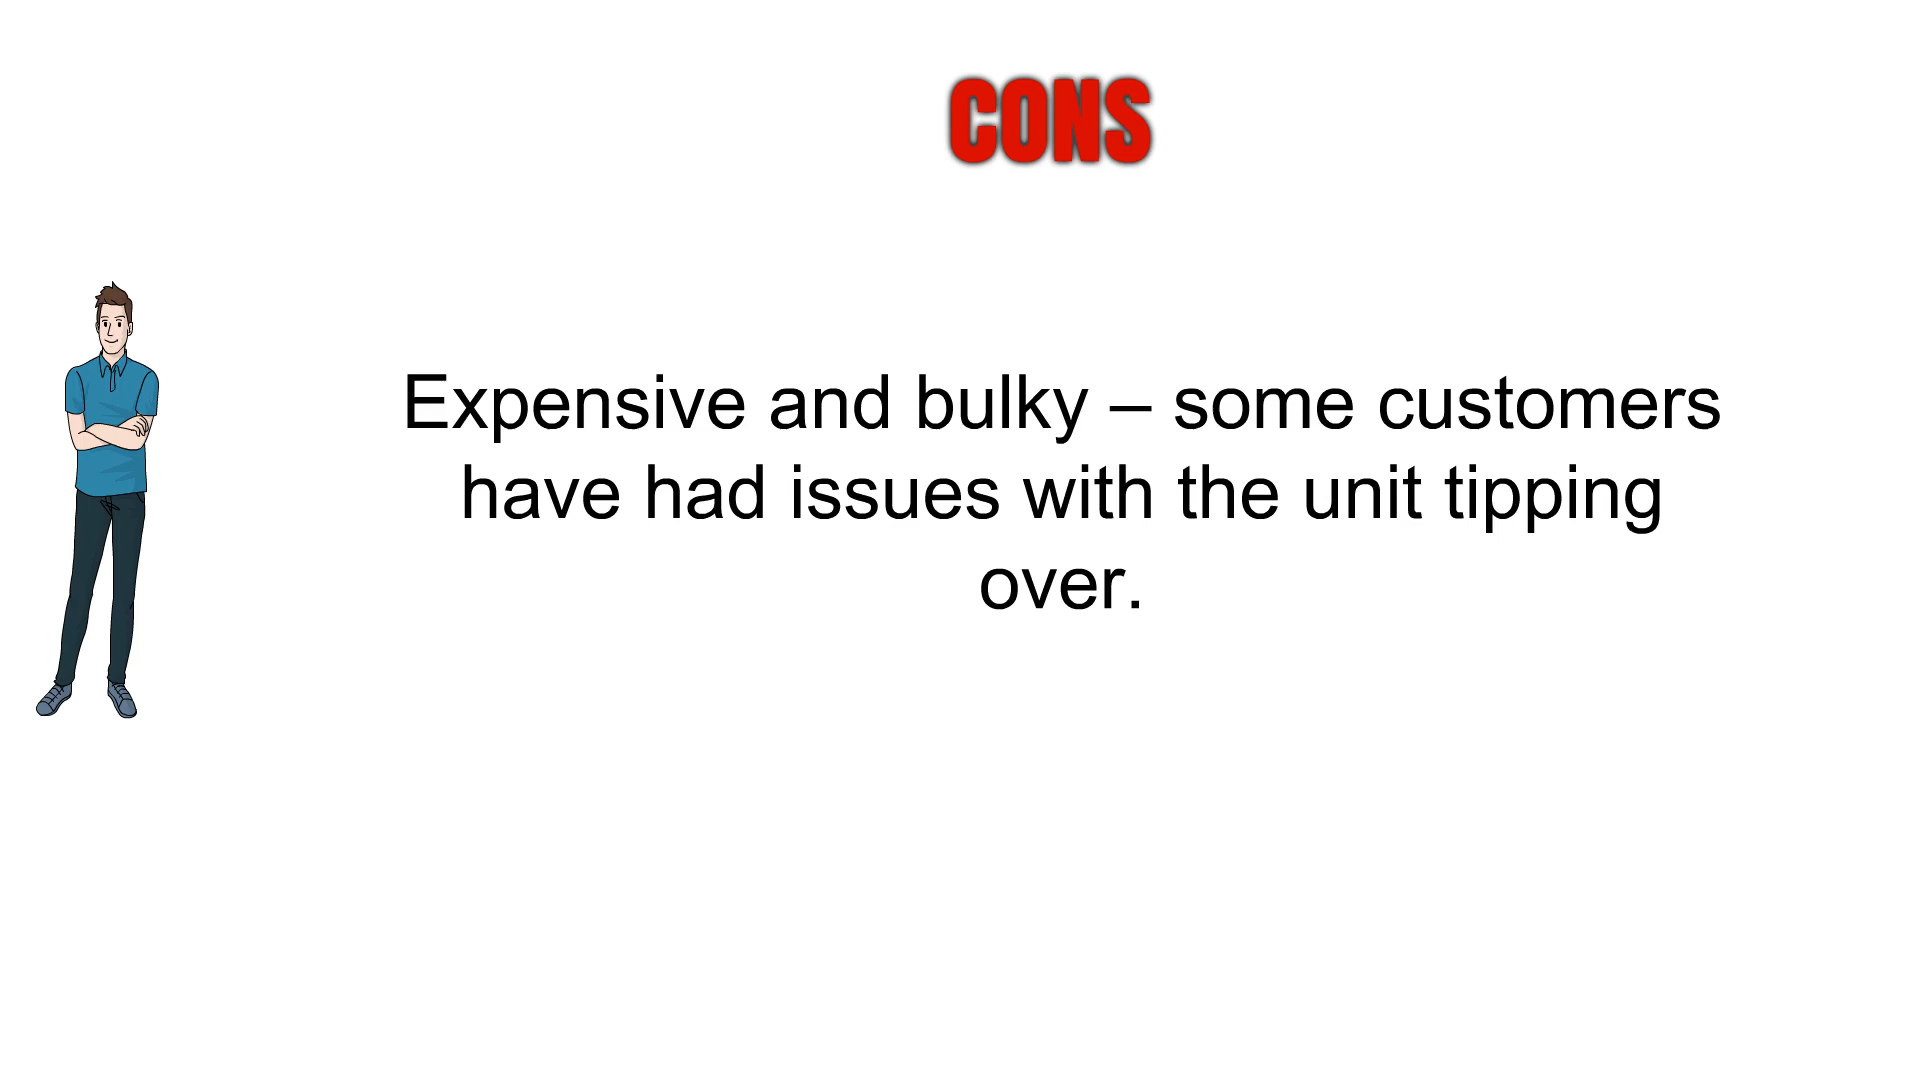 CONS
Expensive and bulky – some customers
have had issues with the unit tipping
over.